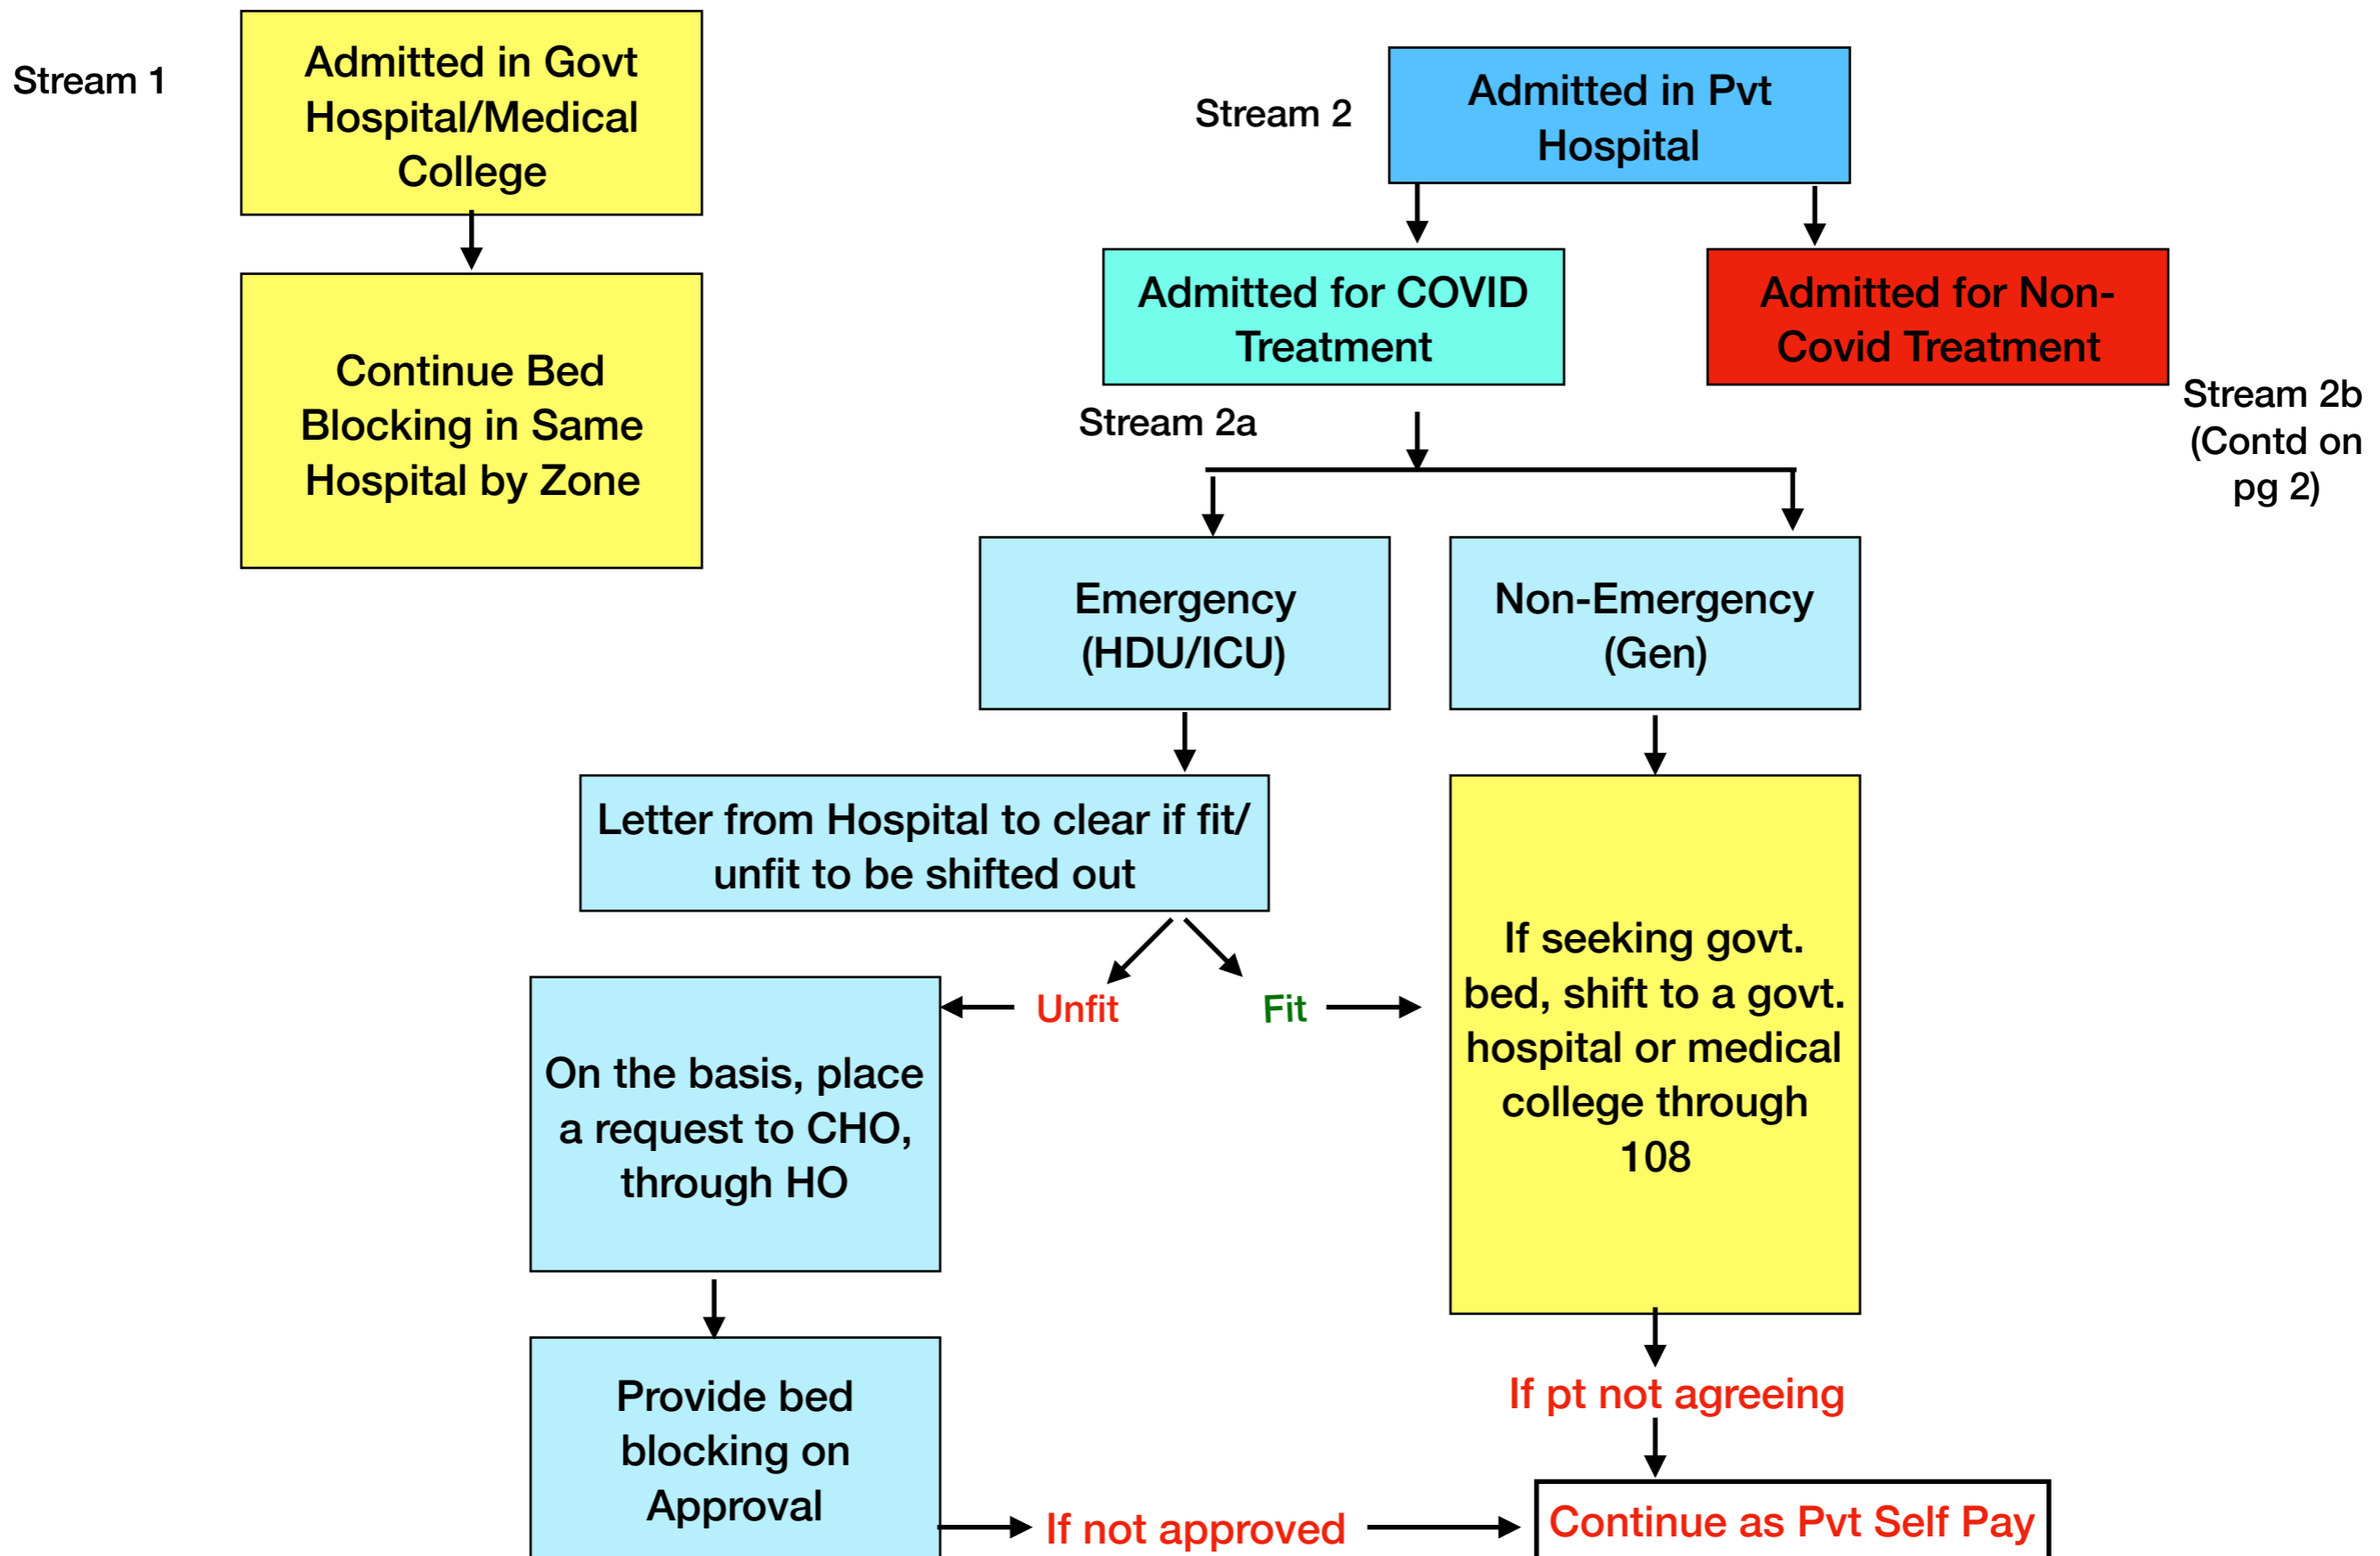 Stream 1
Admitted in Govt
Hospital/Medical
College
Continue Bed
Blocking in Same
Hospital by Zone
Stream 2
Admitted in Pvt
Hospital
Admitted for COVID
Treatment
Admitted for Non-
Covid Treatment
Stream 2b
(Contd on
pg 2)
Stream 2a
Emergency
(HDU/ICU)
Non-Emergency
(Gen)
Letter from Hospital to clear if fit/
unfit to be shifted out
Unfit
Fit
On the basis, place
a request to CHO,
through HO
If seeking govt.
bed, shift to a govt.
hospital or medical
college through
108
Provide bed
blocking on
Approval
If pt not agreeing
If not approved
Continue as Pvt Self Pay